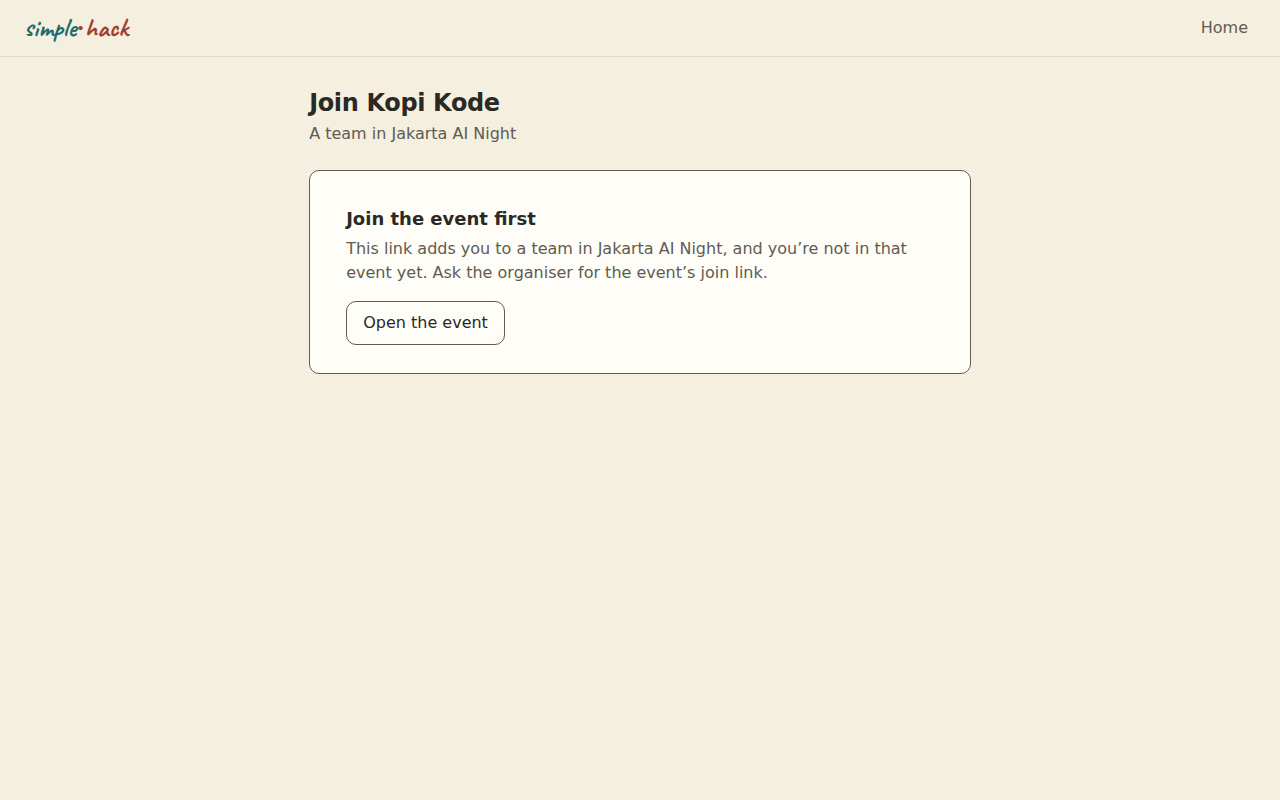 simple·hack
Home
Join Kopi Kode
A team in Jakarta AI Night
Join the event first
This link adds you to a team in Jakarta AI Night, and you’re not in that
event yet. Ask the organiser for the event’s join link.
Open the event